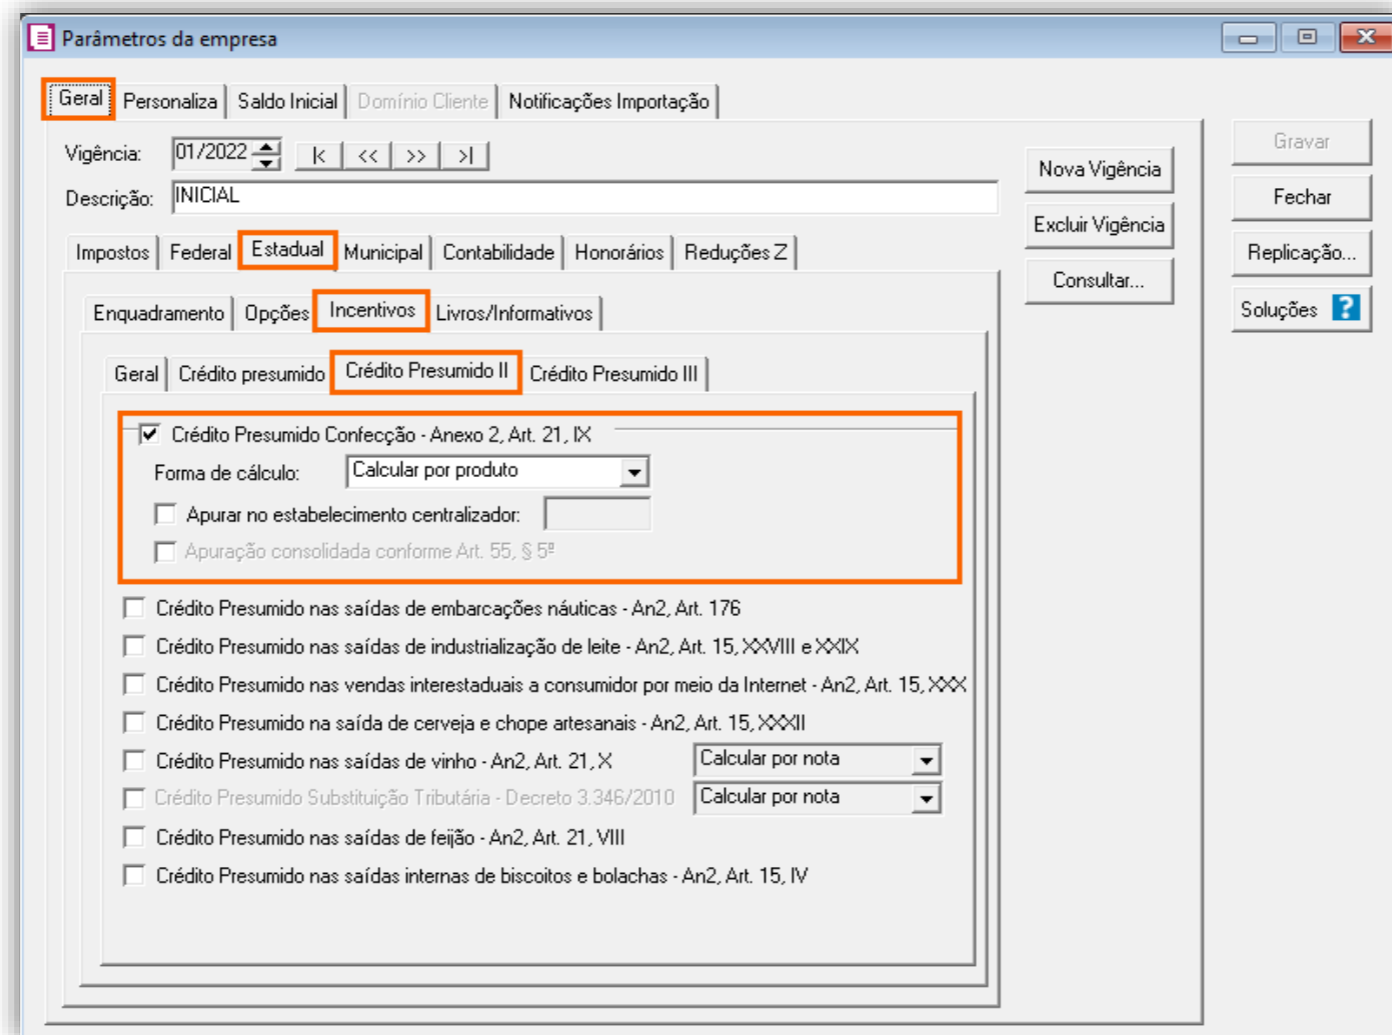 Parâmetros da empresa
Geral Personaliza Saldo Inicial Domínio Cliente Notificações Importação
Vigência: 01/2022 |< << >> >|
Descrição: INICIAL
Nova Vigência
Excluir Vigência
Consultar...
Gravar
Fechar
Replicação...
Soluções ?
Impostos Federal Estadual Municipal Contabilidade Honorários Reduções Z
Enquadramento Opções Incentivos Livros/Informativos
Geral Crédito presumido Crédito Presumido II Crédito Presumido III
Crédito Presumido Confecção - Anexo 2, Art. 21, IX
Forma de cálculo: Calcular por produto
Apurar no estabelecimento centralizador:
Apuração consolidada conforme Art. 55, § 5º
Crédito Presumido nas saídas de embarcações náuticas - An2, Art. 176
Crédito Presumido nas saídas de industrialização de leite - An2, Art. 15, XXVIII e XXIX
Crédito Presumido nas vendas interestaduais a consumidor por meio da Internet - An2, Art. 15, XXX
Crédito Presumido na saída de cerveja e chope artesanais - An2, Art. 15, XXXII
Crédito Presumido nas saídas de vinho - An2, Art. 21, X Calcular por nota
Crédito Presumido Substituição Tributária - Decreto 3.346/2010 Calcular por nota
Crédito Presumido nas saídas de feijão - An2, Art. 21, VIII
Crédito Presumido nas saídas internas de biscoitos e bolachas - An2, Art. 15, IV